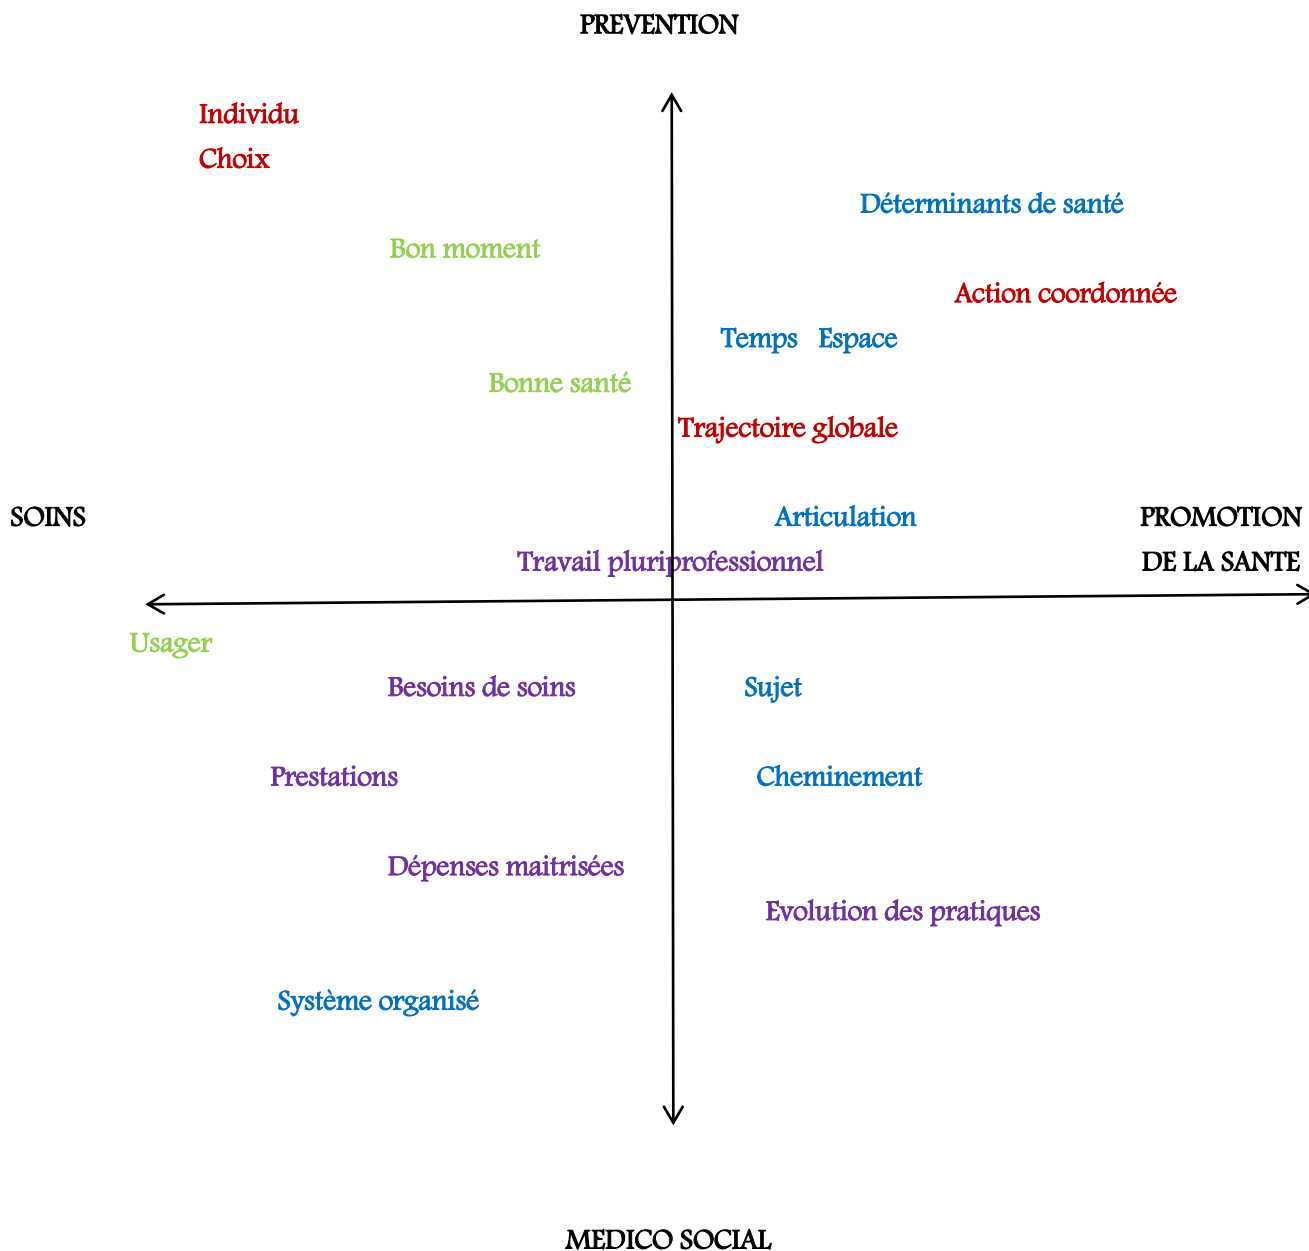 PREVENTION
Individu
Choix
Déterminants de santé
Bon moment
Action coordonnée
Temps Espace
Bonne santé
Trajectoire globale
SOINS
Articulation
PROMOTION
DE LA SANTE
Travail pluriprofessionnel
Usager
Besoins de soins
Sujet
Prestations
Cheminement
Dépenses maitrisées
Evolution des pratiques
Système organisé
MEDICO SOCIAL